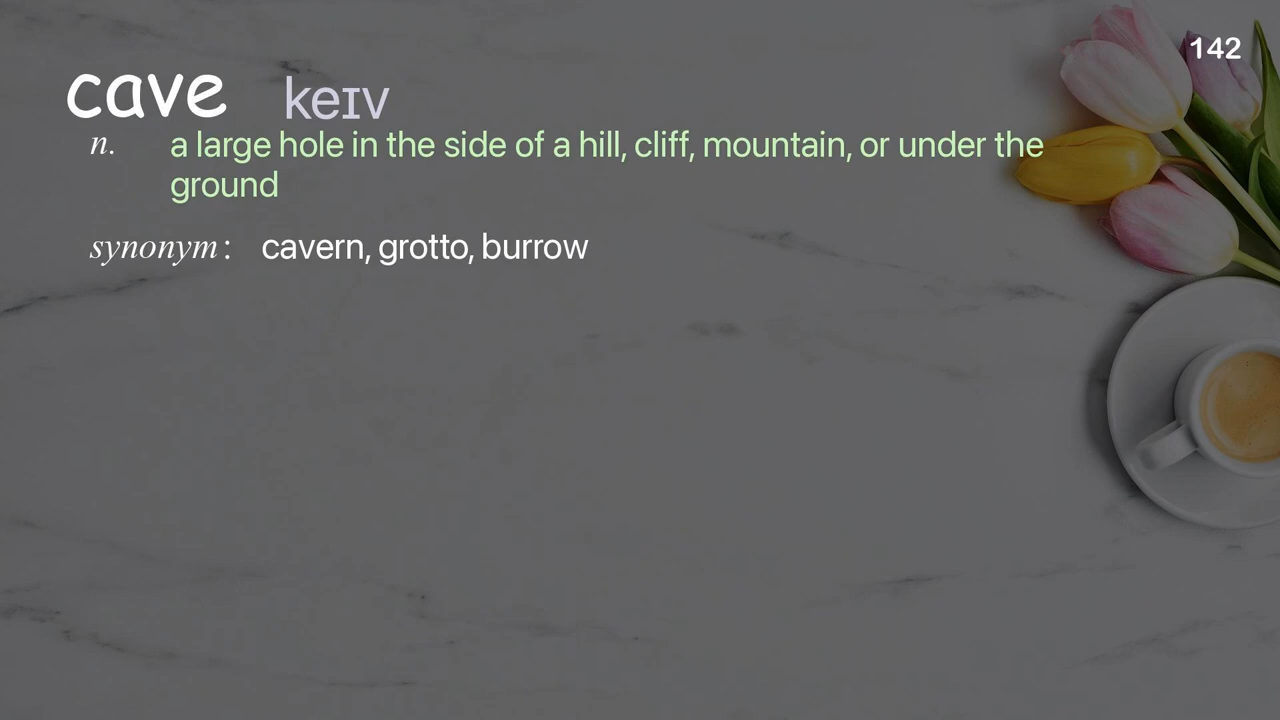 142
cave keɪv
n. a large hole in the side of a hill, cliff, mountain, or under the
ground
synonym: cavern, grotto, burrow